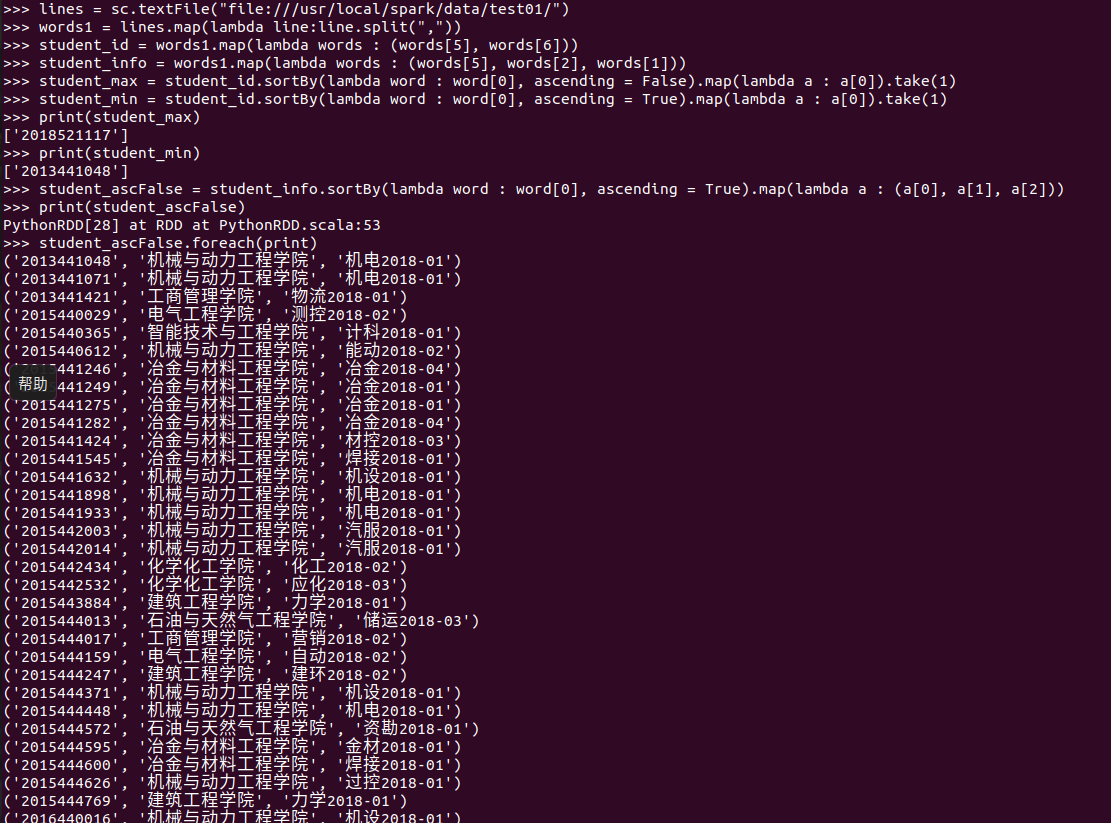 >>> lines = sc.textFile("file:///usr/local/spark/data/test01/")
>>> words1 = lines.map(lambda line:line.split(","))
>>> student_id = words1.map(lambda words : (words[5], words[6]))
>>> student_info = words1.map(lambda words : (words[5], words[2], words[1]))
>>> student_max = student_id.sortBy(lambda word : word[0], ascending = False).map(lambda a : a[0]).take(1)
>>> student_min = student_id.sortBy(lambda word : word[0], ascending = True).map(lambda a : a[0]).take(1)
>>> print(student_max)
['2018521117']
>>> print(student_min)
['2013441048']
>>> student_ascFalse = student_info.sortBy(lambda word : word[0], ascending = True).map(lambda a : (a[0], a[1], a[2]))
>>> print(student_ascFalse)
PythonRDD[28] at RDD at PythonRDD.scala:53
>>> student_ascFalse.foreach(print)
('2013441048', '机械与动力工程学院', '机电2018-01')
('2013441071', '机械与动力工程学院', '机电2018-01')
('2013441421', '工商管理学院', '物流2018-01')
('2015440029', '电气工程学院', '测控2018-02')
('2015440365', '智能技术与工程学院', '计科2018-01')
('2015440612', '机械与动力工程学院', '能动2018-02')
('2015441246', '冶金与材料工程学院', '冶金2018-04')
帮助
441249', '冶金与材料工程学院', '冶金2018-01')
('2015441275', '冶金与材料工程学院', '冶金2018-01')
('2015441282', '冶金与材料工程学院', '冶金2018-04')
('2015441424', '冶金与材料工程学院', '材控2018-03')
('2015441545', '冶金与材料工程学院', '焊接2018-01')
('2015441632', '机械与动力工程学院', '机设2018-01')
('2015441898', '机械与动力工程学院', '机电2018-01')
('2015441933', '机械与动力工程学院', '机电2018-01')
('2015442003', '机械与动力工程学院', '汽服2018-01')
('2015442014', '机械与动力工程学院', '汽服2018-01')
('2015442434', '化学化工学院', '化工2018-02')
('2015442532', '化学化工学院', '应化2018-03')
('2015443884', '建筑工程学院', '力学2018-01')
('2015444013', '石油与天然气工程学院', '储运2018-03')
('2015444017', '工商管理学院', '营销2018-02')
('2015444159', '电气工程学院', '自动2018-02')
('2015444247', '建筑工程学院', '建环2018-02')
('2015444371', '机械与动力工程学院', '机设2018-01')
('2015444448', '机械与动力工程学院', '机电2018-01')
('2015444572', '石油与天然气工程学院', '资勘2018-01')
('2015444595', '冶金与材料工程学院', '金材2018-01')
('2015444600', '冶金与材料工程学院', '焊接2018-01')
('2015444626', '机械与动力工程学院', '过控2018-01')
('2015444769', '建筑工程学院', '力学2018-01')
('2016440016', '机械与动力工程学院', '机设2018-01')